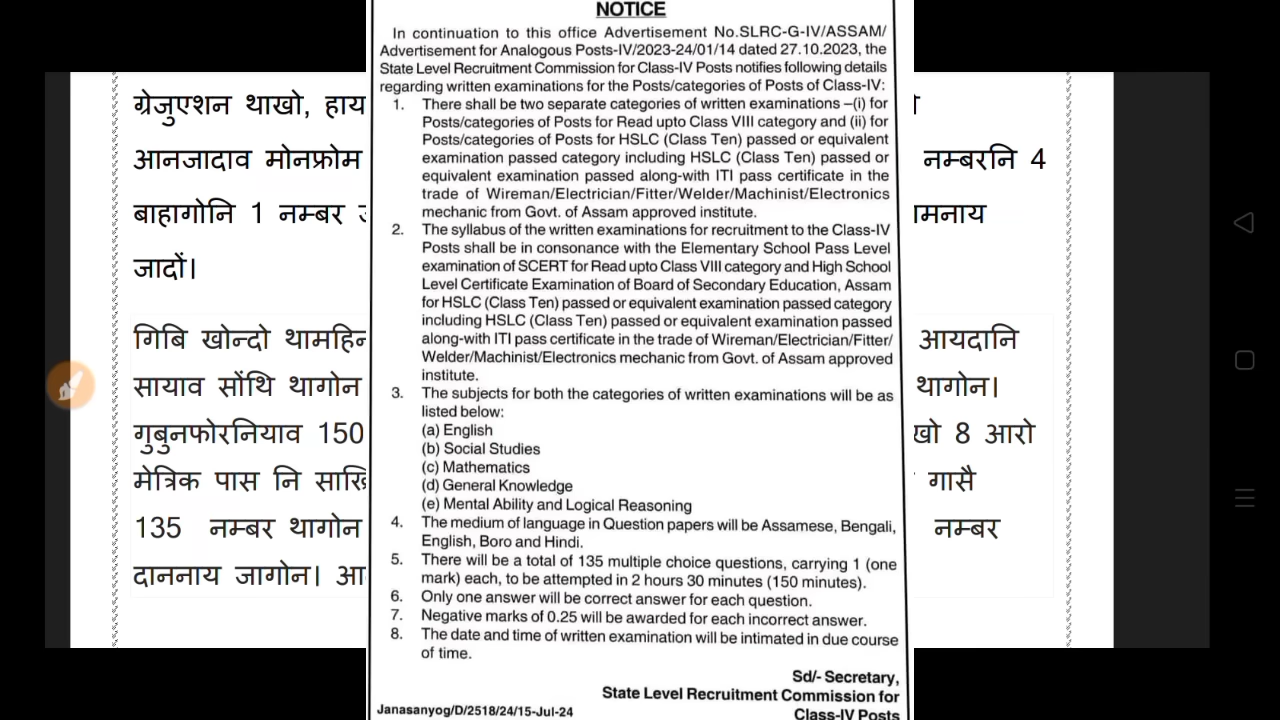 NOTICE
In continuation to this office Advertisement No.SLRC-G-IV/ASSAM/
Advertisement for Analogous Posts-IV/2023-24/01/14 dated 27.10.2023, the
State Level Recruitment Commission for Class-IV Posts notifies following details
regarding written examinations for the Posts/categories of Posts of Class-IV:
1. There shall be two separate categories of written examinations –(i) for
Posts/categories of Posts for Read upto Class VIII category and (ii) for
Posts/categories of Posts for HSLC (Class Ten) passed or equivalent
examination passed category including HSLC (Class Ten) passed or
equivalent examination passed along-with ITI pass certificate in the
trade of Wireman/Electrician/Fitter/Welder/Machinist/Electronics
mechanic from Govt. of Assam approved institute.
2. The syllabus of the written examinations for recruitment to the Class-IV
Posts shall be in consonance with the Elementary School Pass Level
examination of SCERT for Read upto Class VIII category and High School
Level Certificate Examination of Board of Secondary Education, Assam
for HSLC (Class Ten) passed or equivalent examination passed category
including HSLC (Class Ten) passed or equivalent examination passed
along-with ITI pass certificate in the trade of Wireman/Electrician/Fitter/
Welder/Machinist/Electronics mechanic from Govt. of Assam approved
institute.
3. The subjects for both the categories of written examinations will be as
listed below:
(a) English
(b) Social Studies
(c) Mathematics
(d) General Knowledge
(e) Mental Ability and Logical Reasoning
4. The medium of language in Question papers will be Assamese, Bengali,
English, Boro and Hindi.
5. There will be a total of 135 multiple choice questions, carrying 1 (one
mark) each, to be attempted in 2 hours 30 minutes (150 minutes).
6. Only one answer will be correct answer for each question.
7. Negative marks of 0.25 will be awarded for each incorrect answer.
8. The date and time of written examination will be intimated in due course
of time.
Sd/- Secretary,
State Level Recruitment Commission for
Class-IV Posts
Janasanyog/D/2518/24/15-Jul-24
ग्रेजुएशन थाखो, हाय
आनजादाव मोनफ्रोम नम्बरनि 4
बाहागोनि 1 नम्बर
जादों।
गिबि खोन्दो आयदानि
सायाव सोंथि थागोन थागोन।
गुबुनफोरनियाव 150 8 आरो
मेत्रिक पास नि गासै
135 नम्बर थागोन नम्बर
दाननाय जागोन।